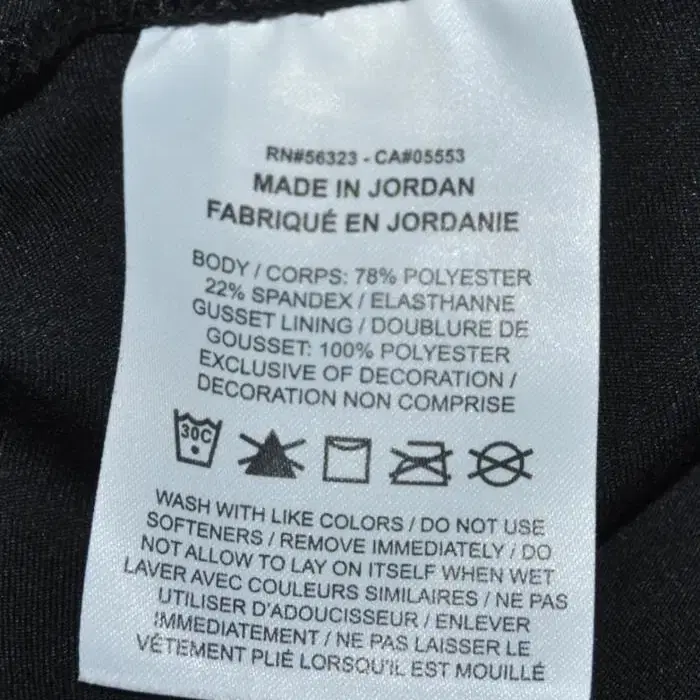 RN#56323 - CA#05553
MADE IN JORDAN
FABRIQUÉ EN JORDANIE
BODY / CORPS: 78% POLYESTER
22% SPANDEX / ELASTHANNE
GUSSET LINING / DOUBLURE DE
GOUSSET: 100% POLYESTER
EXCLUSIVE OF DECORATION /
DECORATION NON COMPRISE
30C
WASH WITH LIKE COLORS / DO NOT USE
SOFTENERS / REMOVE IMMEDIATELY / DO
NOT ALLOW TO LAY ON ITSELF WHEN WET
LAVER AVEC COULEURS SIMILAIRES / NE PAS
UTILISER D'ADOUCISSEUR / ENLEVER
IMMEDIATEMENT / NE PAS LAISSER LE
VÉTEMENT PLIÉ LORSQU'IL EST MOUILLÉ